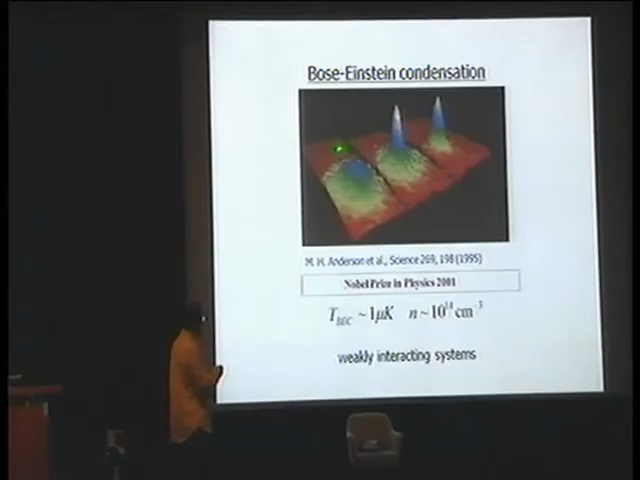 Bose-Einstein condensation
M. H. Anderson et al., Science 269, 198 (1995)
Nobel Prize in Physics 2001
T_BEC ~1μK n ~ 10^14 cm^-3
weakly interacting systems